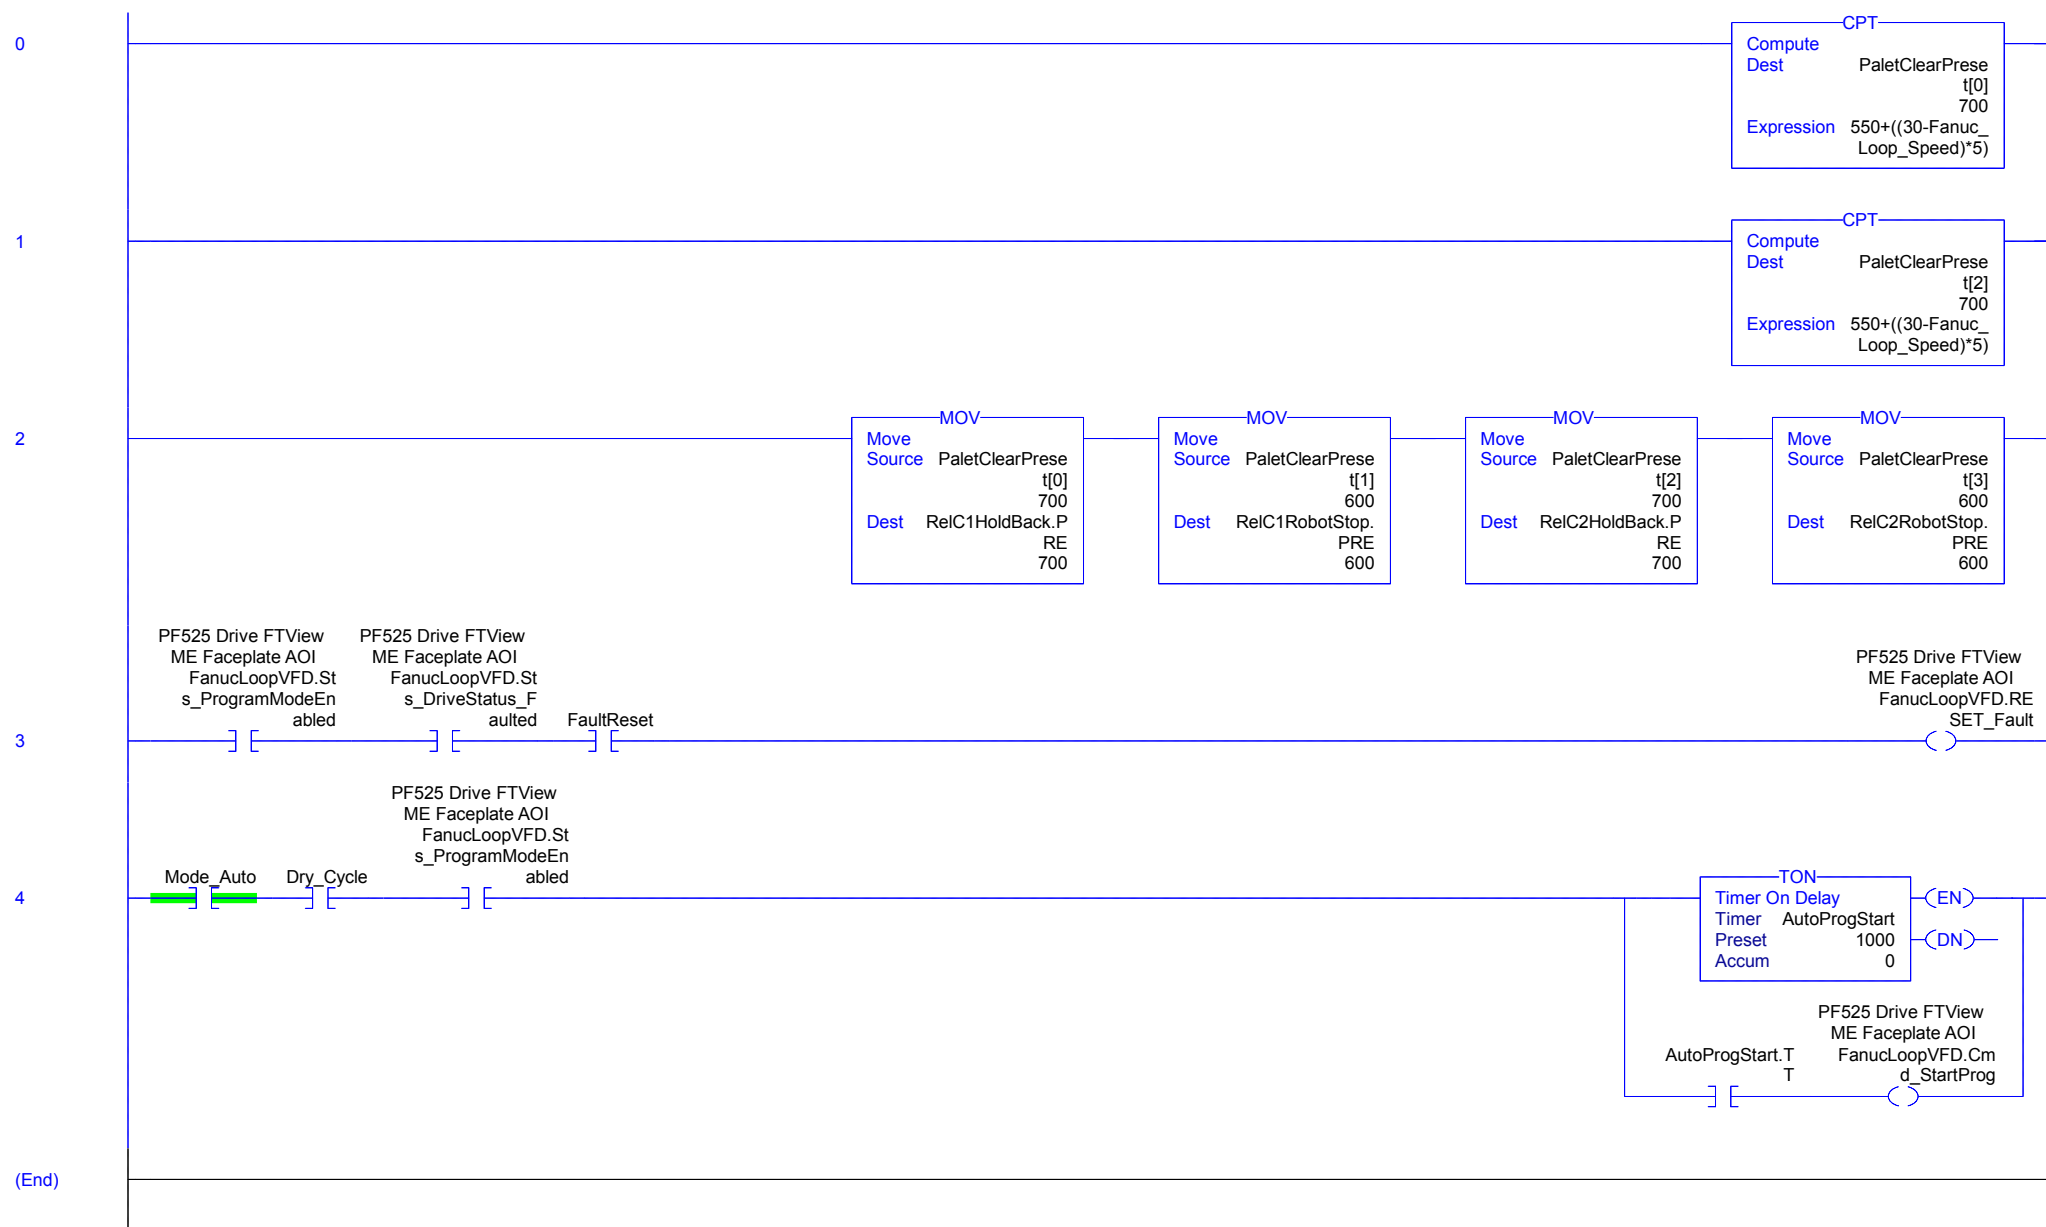 0
CPT
Compute
Dest PaletClearPrese
t[0]
700
Expression 550+((30-Fanuc_
Loop_Speed)*5)
1
CPT
Compute
Dest PaletClearPrese
t[2]
700
Expression 550+((30-Fanuc_
Loop_Speed)*5)
2
MOV
Move
Source PaletClearPrese
t[0]
700
Dest RelC1HoldBack.P
RE
700
MOV
Move
Source PaletClearPrese
t[1]
600
Dest RelC1RobotStop.
PRE
600
MOV
Move
Source PaletClearPrese
t[2]
700
Dest RelC2HoldBack.P
RE
700
MOV
Move
Source PaletClearPrese
t[3]
600
Dest RelC2RobotStop.
PRE
600
3
PF525 Drive FTView
ME Faceplate AOI
FanucLoopVFD.St
s_ProgramModeEn
abled
PF525 Drive FTView
ME Faceplate AOI
FanucLoopVFD.St
s_DriveStatus_F
aulted
FaultReset
PF525 Drive FTView
ME Faceplate AOI
FanucLoopVFD.RE
SET_Fault
4
Mode_Auto
Dry_Cycle
PF525 Drive FTView
ME Faceplate AOI
FanucLoopVFD.St
s_ProgramModeEn
abled
TON
Timer On Delay
Timer AutoProgStart
Preset 1000
Accum 0
EN
DN
AutoProgStart.T
T
PF525 Drive FTView
ME Faceplate AOI
FanucLoopVFD.Cm
d_StartProg
(End)